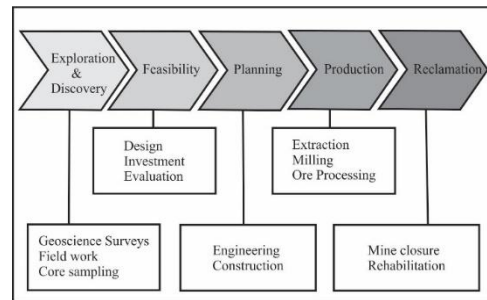 Exploration
&
Discovery
Feasibility
Planning
Production
Reclamation
Design
Investment
Evaluation
Extraction
Milling
Ore Processing
Geoscience Surveys
Field work
Core sampling
Engineering
Construction
Mine closure
Rehabilitation